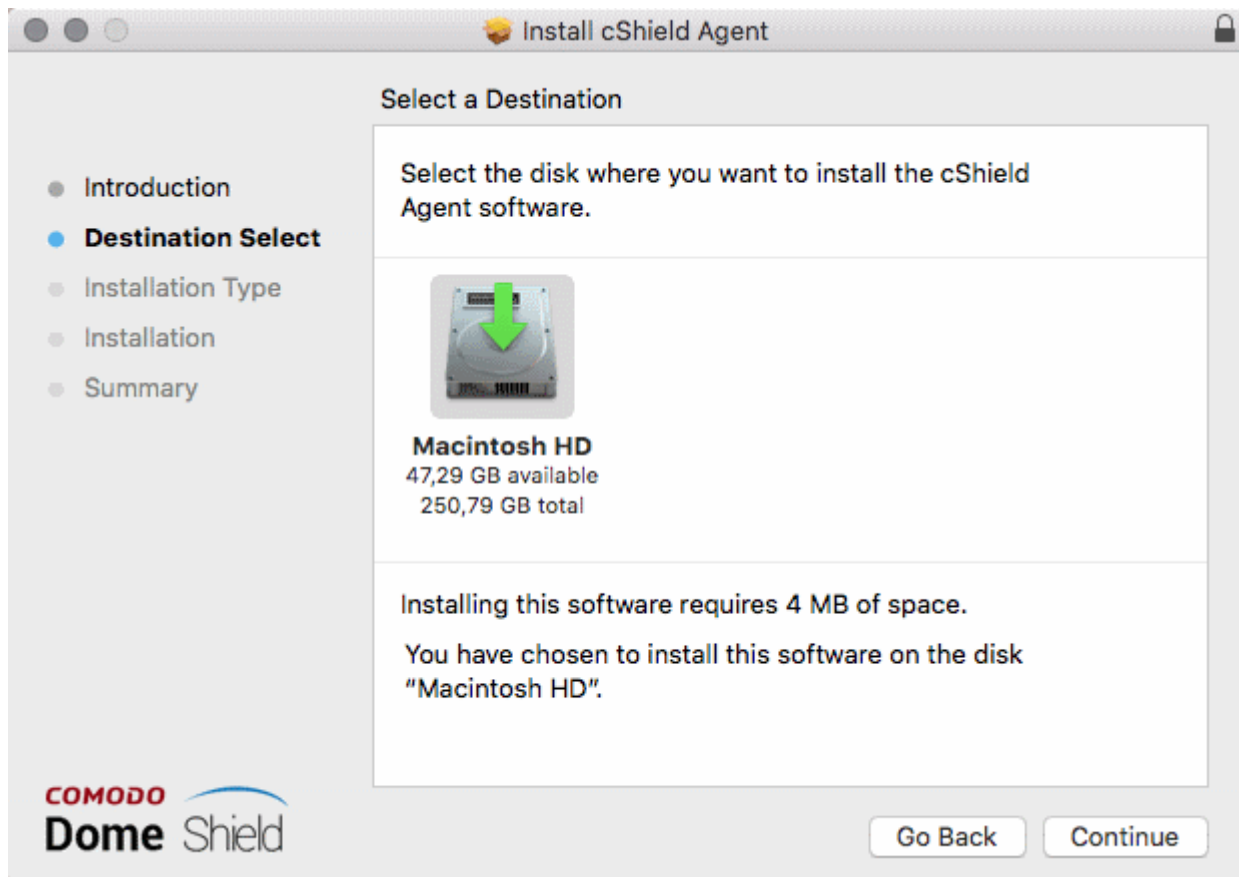 Install cShield Agent
Select a Destination
Introduction
Destination Select
Installation Type
Installation
Summary
Select the disk where you want to install the cShield
Agent software.
Macintosh HD
47,29 GB available
250,79 GB total
Installing this software requires 4 MB of space.
You have chosen to install this software on the disk
“Macintosh HD”.
COMODO
Dome Shield
Go Back
Continue